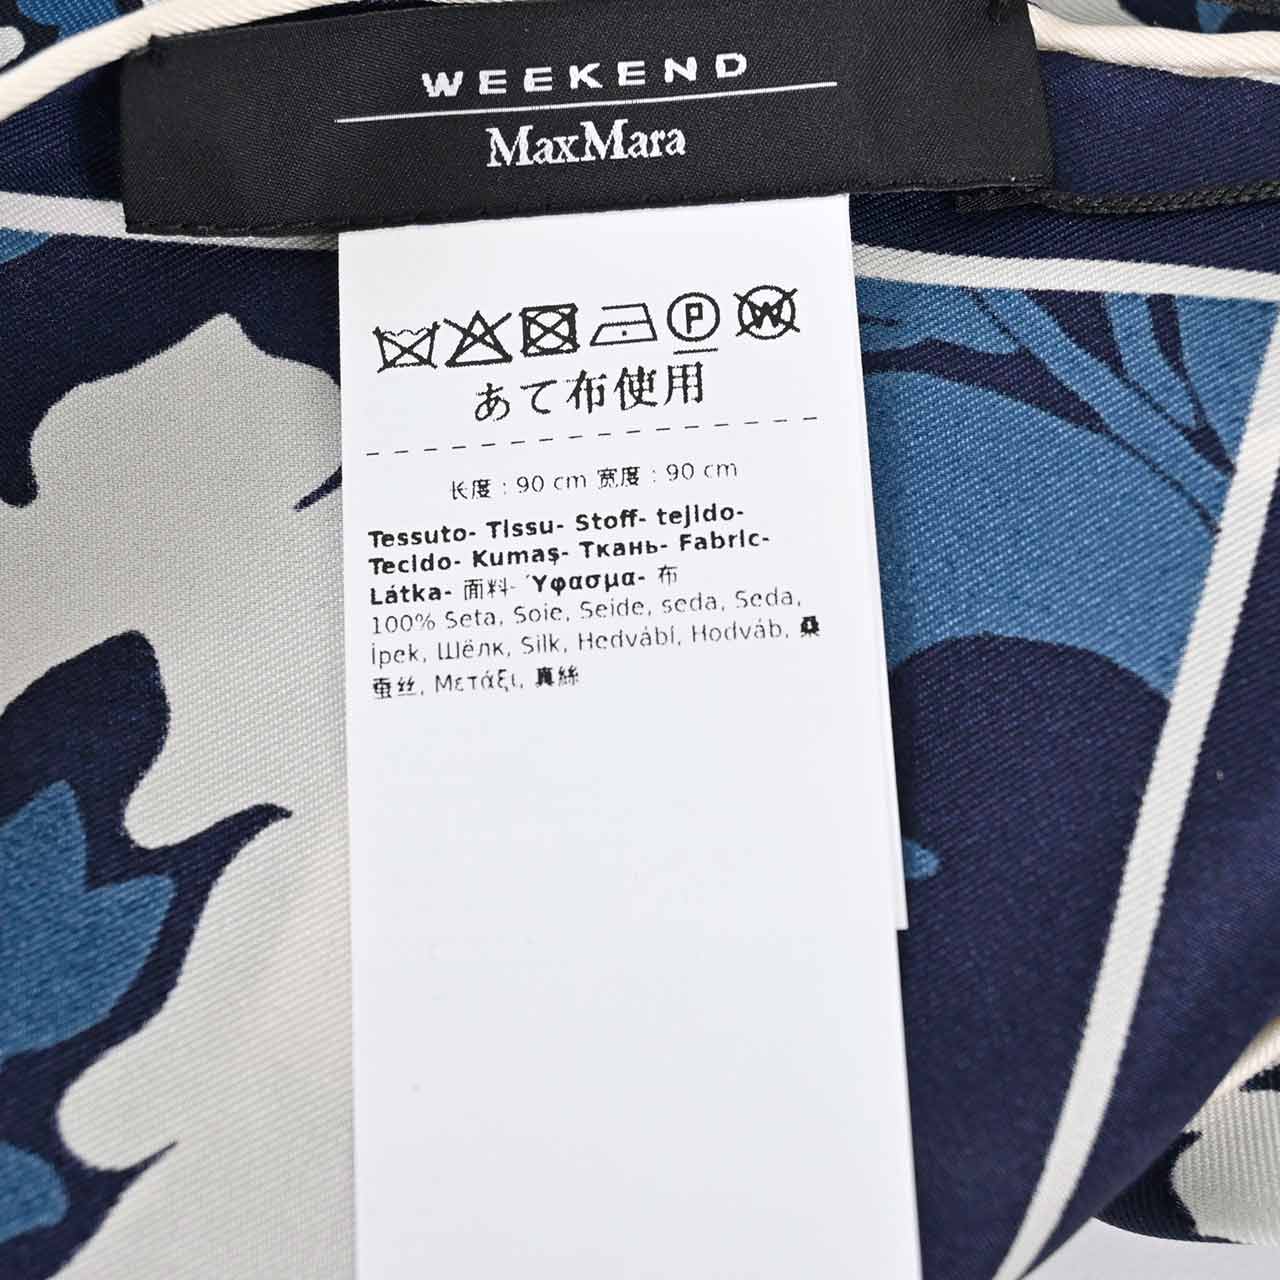 WEEKEND
MaxMara
P W
あて布使用
长度 : 90 cm 宽度 : 90 cm
Tessuto- Tissu- Stoff- tejido-
Tecido- Kumaş- Ткань- Fabric-
Látka- 面料- Ύφασμα- 布
100% Seta, Soie, Seide, seda, Seda,
İpek, Шёлк, Silk, Hedvábí, Hodváb, 桑
蚕丝, Μετάξι, 真絲